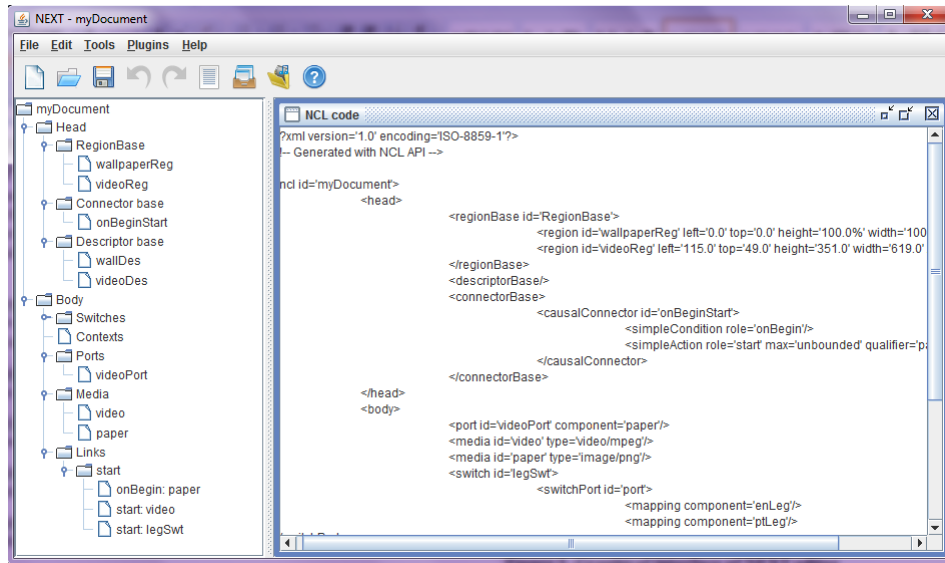 NEXT - myDocument
File Edit Tools Plugins Help
myDocument
Head
RegionBase
wallpaperReg
videoReg
Connector base
onBeginStart
Descriptor base
wallDes
videoDes
Body
Switches
Contexts
Ports
videoPort
Media
video
paper
Links
start
onBegin: paper
start: video
start: legSwt
NCL code
?xml version='1.0' encoding='ISO-8859-1'?>
!-- Generated with NCL API -->
ncl id='myDocument'>
<head>
<regionBase id='RegionBase'>
<region id='wallpaperReg' left='0.0' top='0.0' height='100.0%' width='100
<region id='videoReg' left='115.0' top='49.0' height='351.0' width='619.0'
</regionBase>
<descriptorBase/>
<connectorBase>
<causalConnector id='onBeginStart'>
<simpleCondition role='onBegin'/>
<simpleAction role='start' max='unbounded' qualifier='pa
</causalConnector>
</connectorBase>
</head>
<body>
<port id='videoPort' component='paper'/>
<media id='video' type='video/mpeg'/>
<media id='paper' type='image/png'/>
<switch id='legSwt'>
<switchPort id='port'>
<mapping component='enLeg'/>
<mapping component='ptLeg'/>